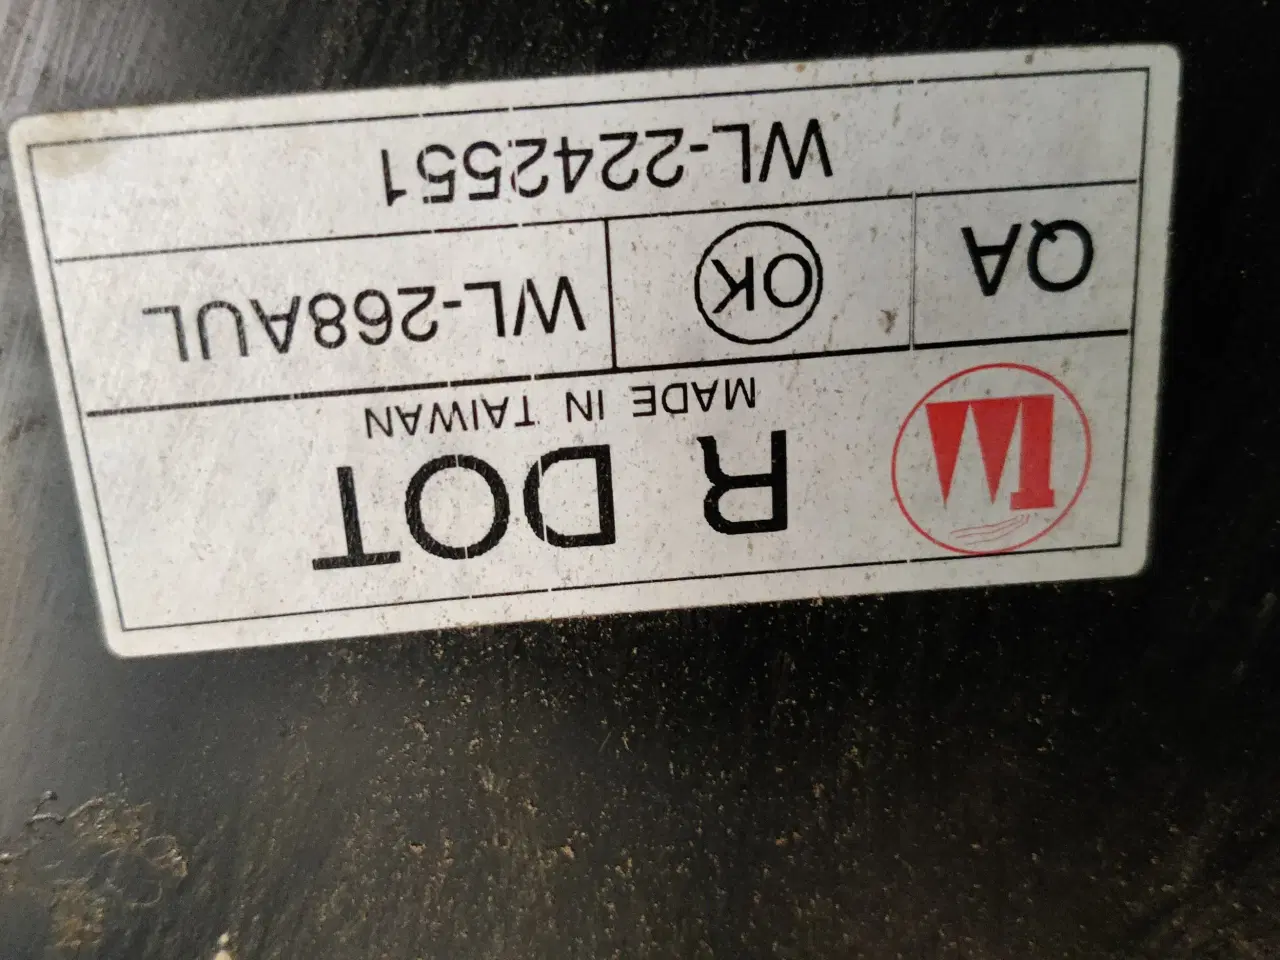 R DOT
MADE IN TAIWAN
QA OK WL-268AUL
WL-2242551